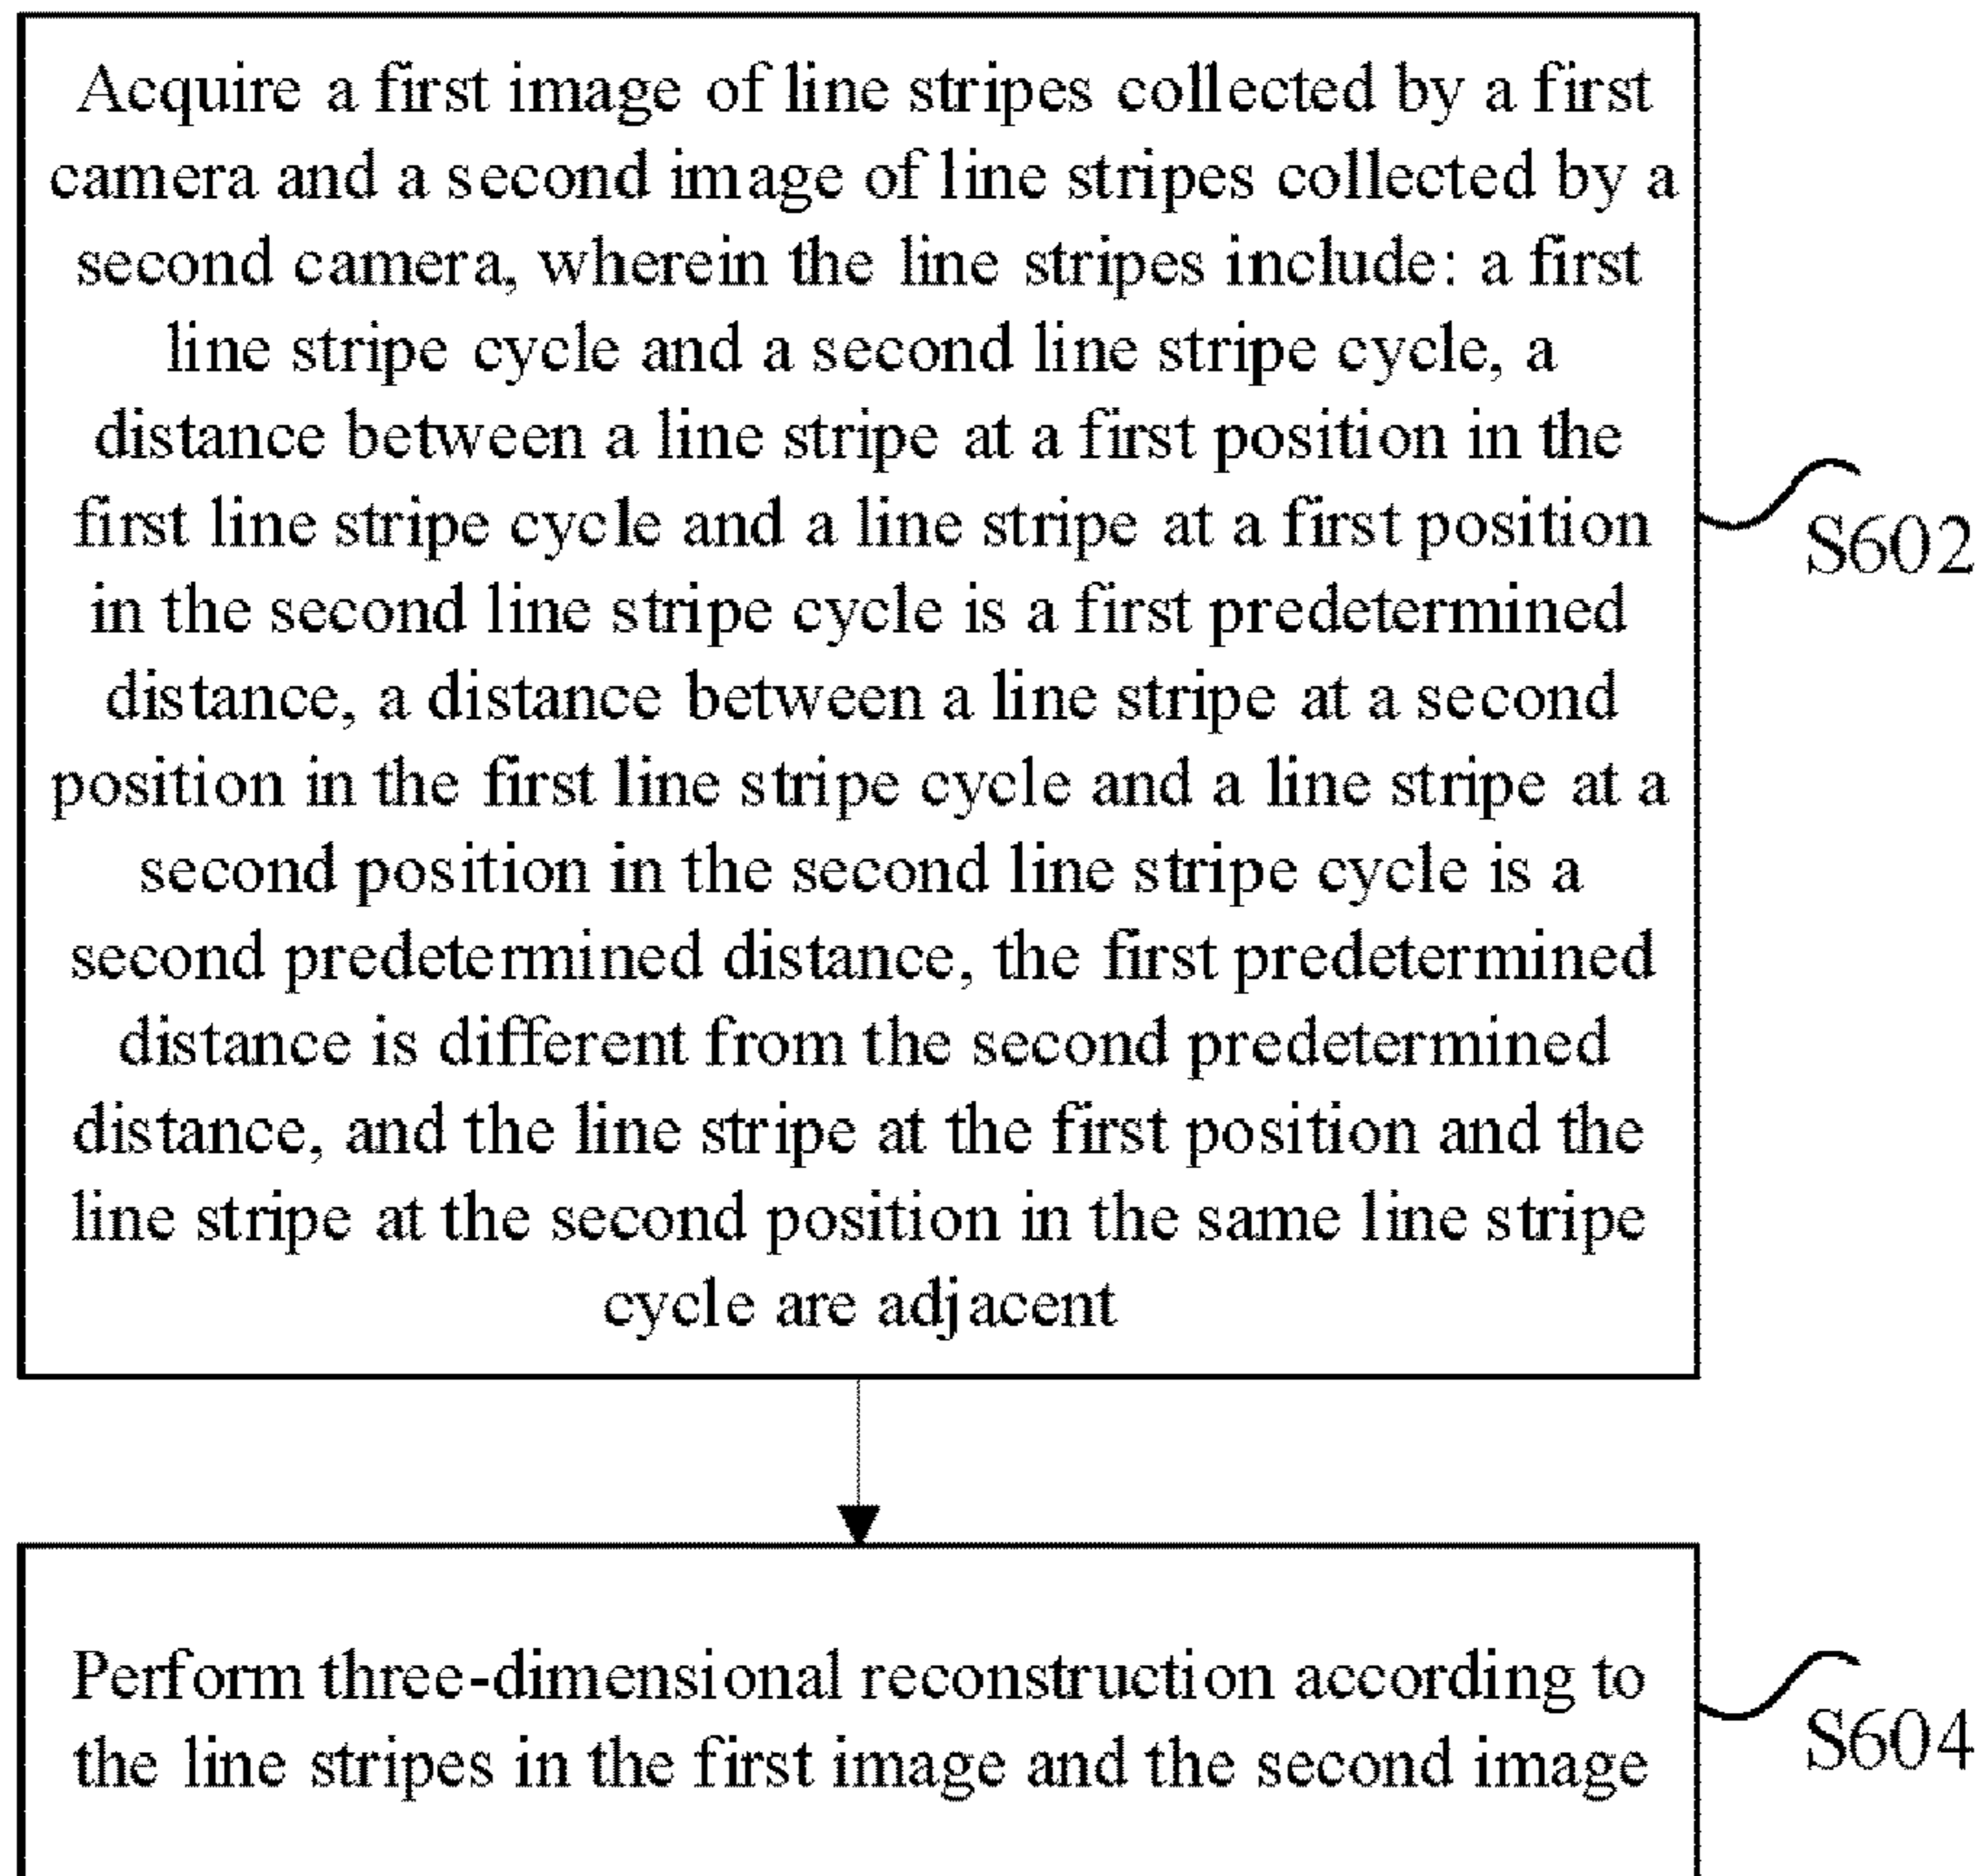 Acquire a first image of line stripes collected by a first
camera and a second image of line stripes collected by a
second camera, wherein the line stripes include: a first
line stripe cycle and a second line stripe cycle, a
distance between a line stripe at a first position in the
first line stripe cycle and a line stripe at a first position
in the second line stripe cycle is a first predetermined
distance, a distance between a line stripe at a second
position in the first line stripe cycle and a line stripe at a
second position in the second line stripe cycle is a
second predetermined distance, the first predetermined
distance is different from the second predetermined
distance, and the line stripe at the first position and the
line stripe at the second position in the same line stripe
cycle are adjacent
S602
Perform three-dimensional reconstruction according to
the line stripes in the first image and the second image
S604